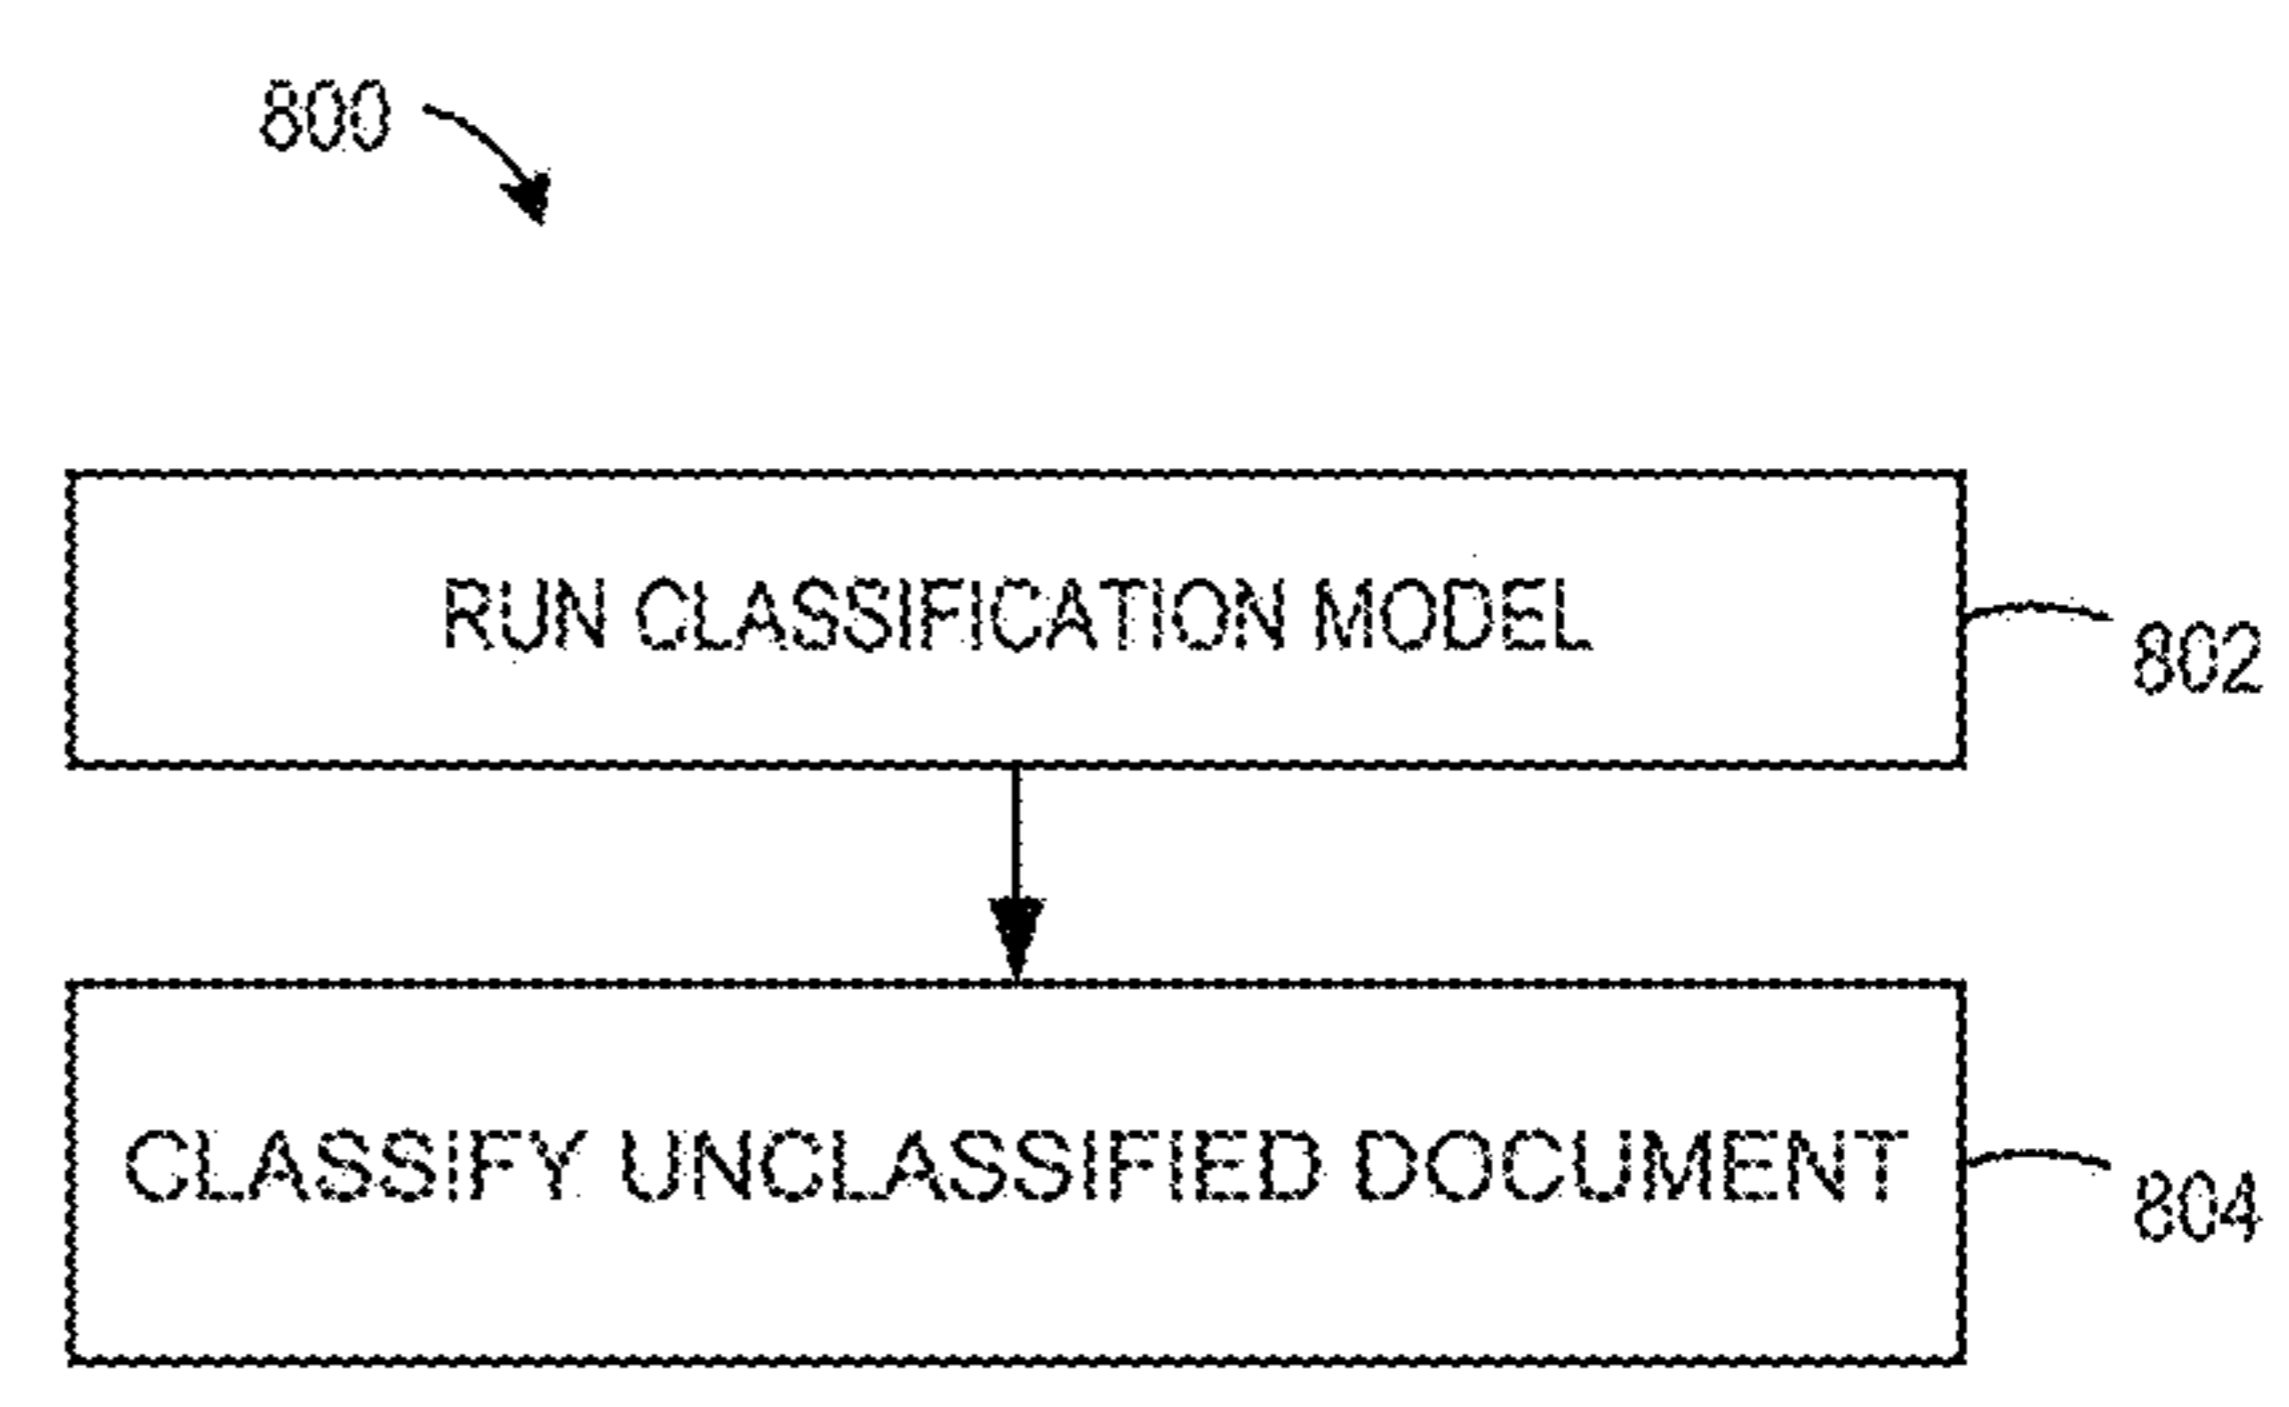 800
RUN CLASSIFICATION MODEL
802
CLASSIFY UNCLASSIFIED DOCUMENT
804